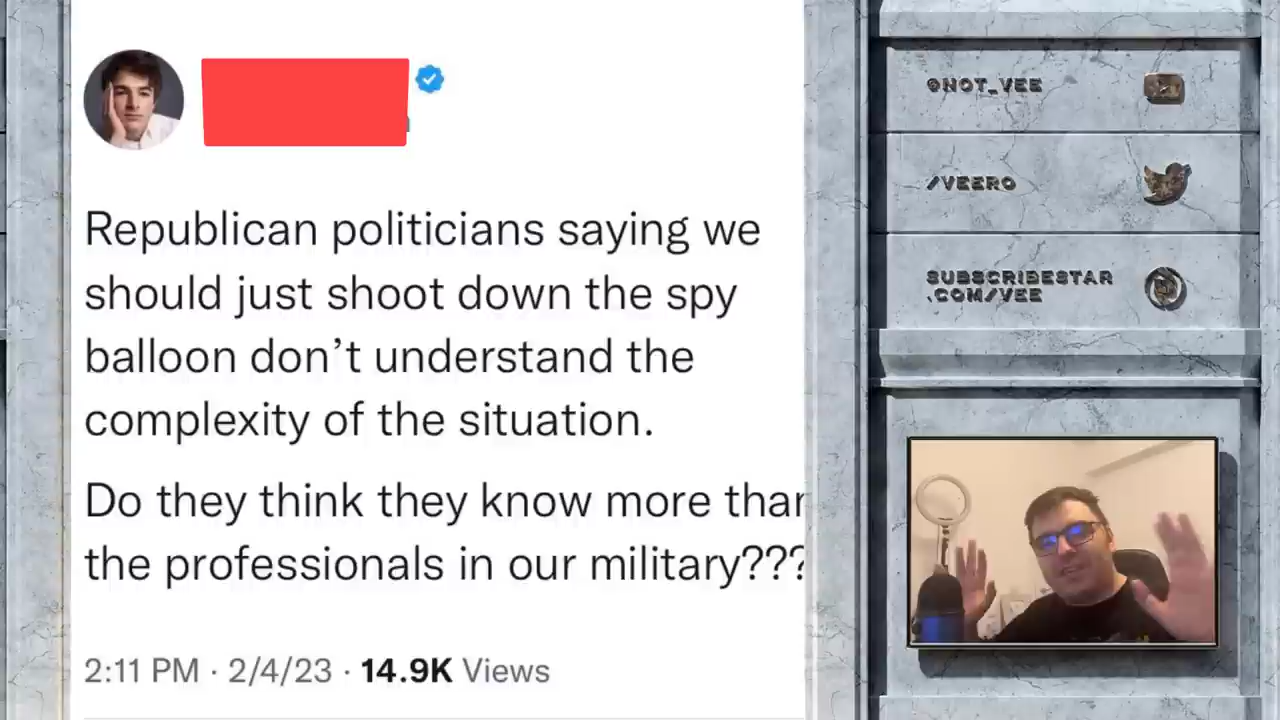 Republican politicians saying we
should just shoot down the spy
balloon don’t understand the
complexity of the situation.
Do they think they know more than
the professionals in our military???
2:11 PM · 2/4/23 · 14.9K Views
@NOT_VEE
/VEERO
SUBSCRIBESTAR
.COM/VEE